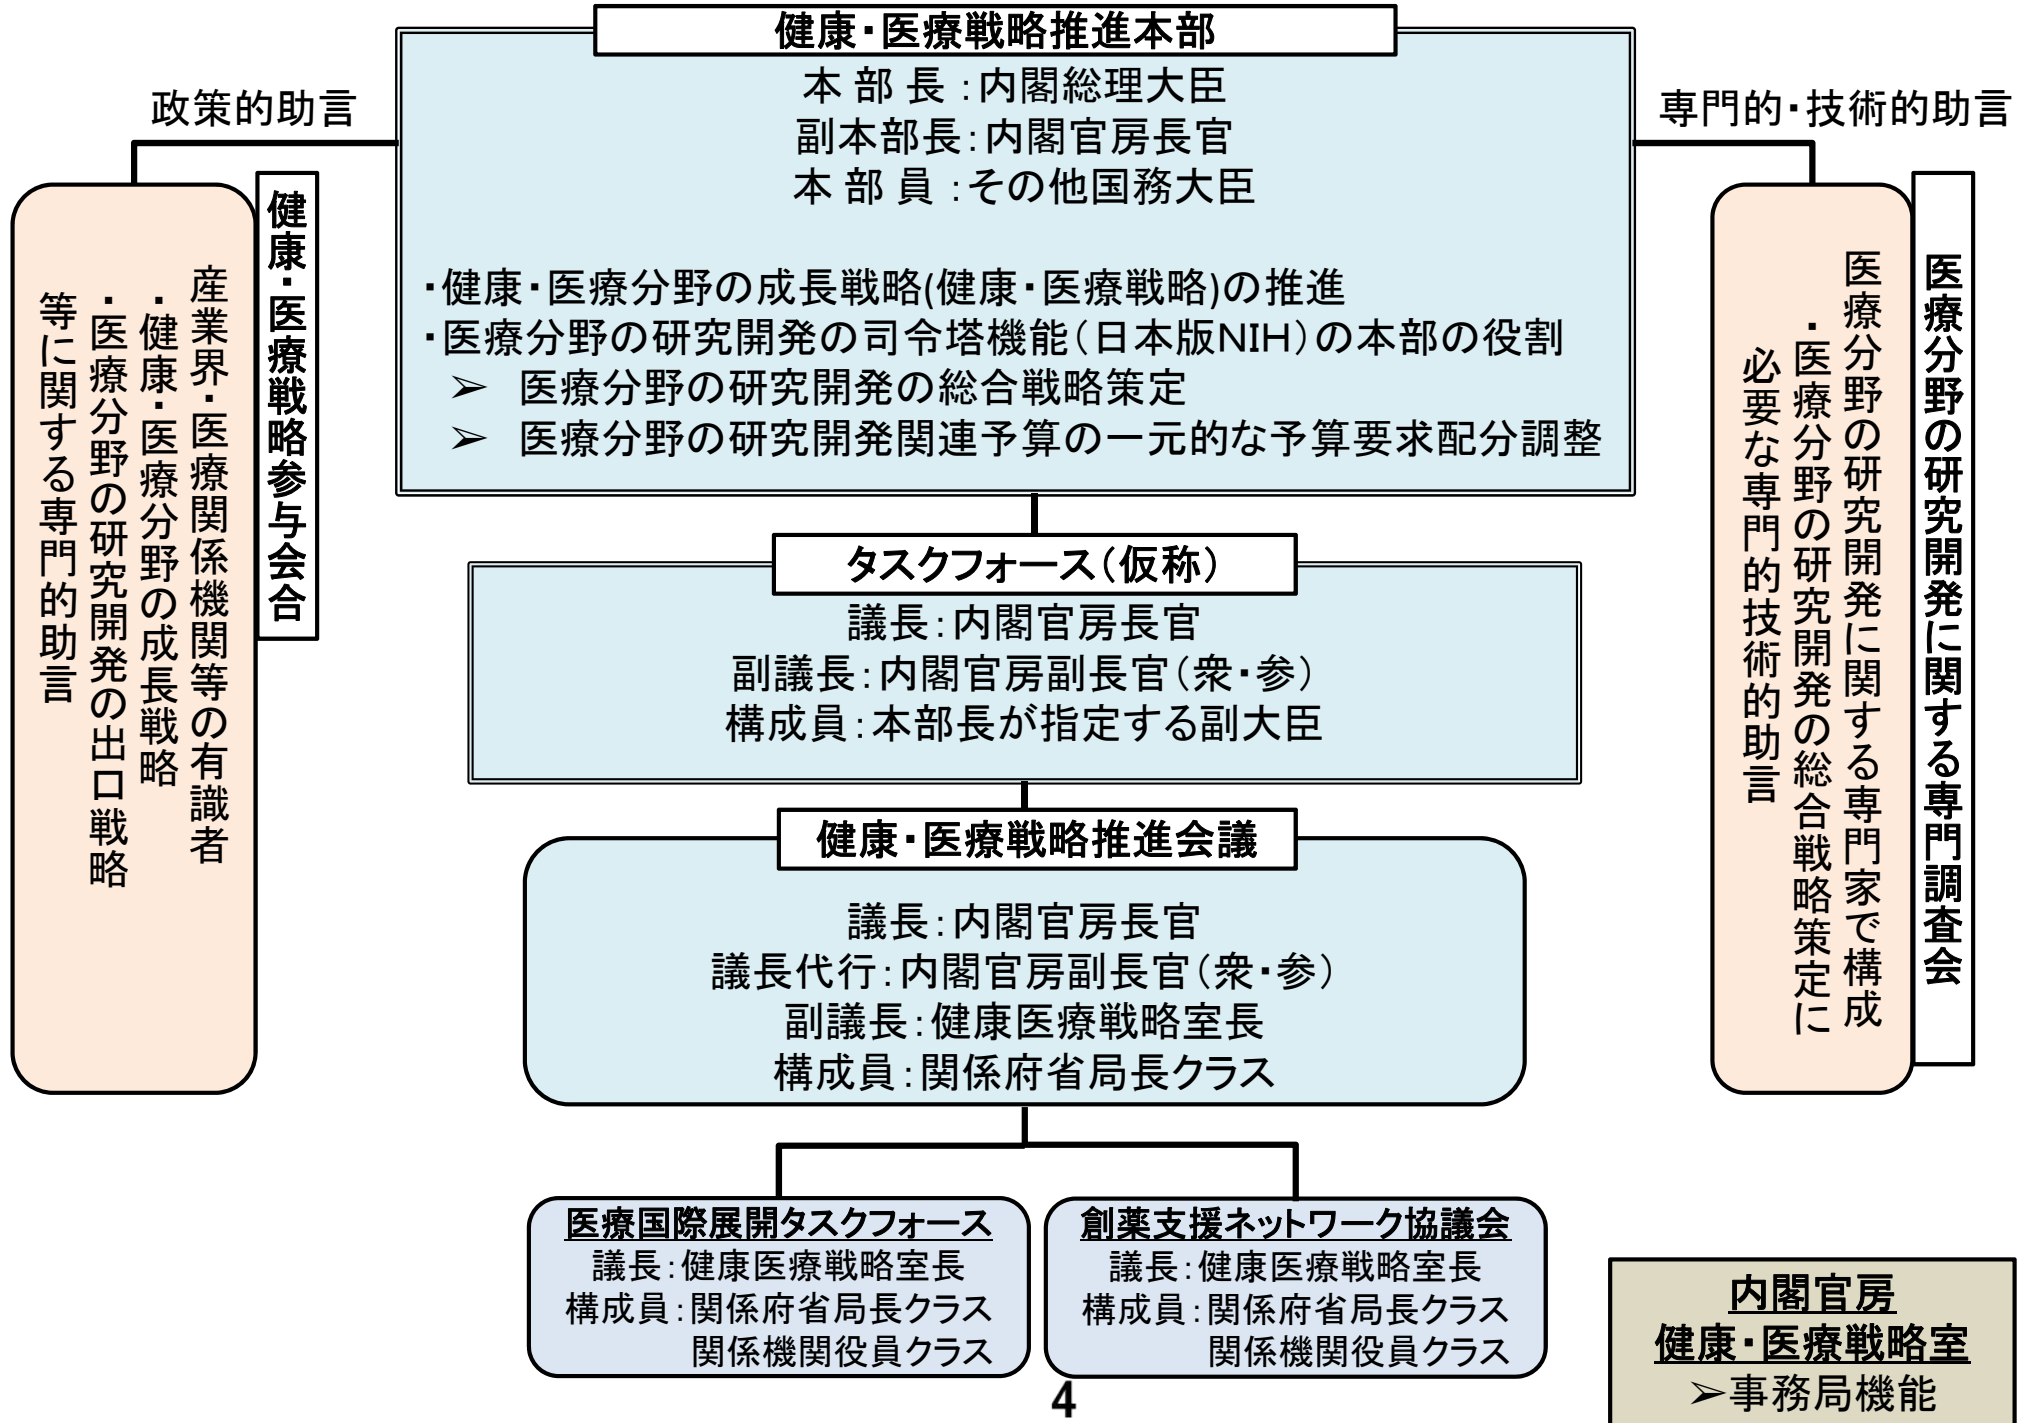 健康・医療戦略推進本部
本 部 長 ：内閣総理大臣
副本部長：内閣官房長官
本 部 員 ：その他国務大臣
・健康・医療分野の成長戦略(健康・医療戦略)の推進
・医療分野の研究開発の司令塔機能（日本版NIH）の本部の役割
➢ 医療分野の研究開発の総合戦略策定
➢ 医療分野の研究開発関連予算の一元的な予算要求配分調整
政策的助言
健康・医療戦略参与会合
産業界・医療関係機関等の有識者
・健康・医療分野の成長戦略
・医療分野の研究開発の出口戦略
等に関する専門的助言
専門的・技術的助言
医療分野の研究開発に関する専門調査会
医療分野の研究開発に関する専門家で構成
・医療分野の研究開発の総合戦略策定に
必要な専門的技術的助言
タスクフォース（仮称）
議長：内閣官房長官
副議長：内閣官房副長官（衆・参）
構成員：本部長が指定する副大臣
健康・医療戦略推進会議
議長：内閣官房長官
議長代行：内閣官房副長官（衆・参）
副議長：健康医療戦略室長
構成員：関係府省局長クラス
医療国際展開タスクフォース
議長：健康医療戦略室長
構成員：関係府省局長クラス
関係機関役員クラス
創薬支援ネットワーク協議会
議長：健康医療戦略室長
構成員：関係府省局長クラス
関係機関役員クラス
内閣官房
健康・医療戦略室
➢事務局機能
4